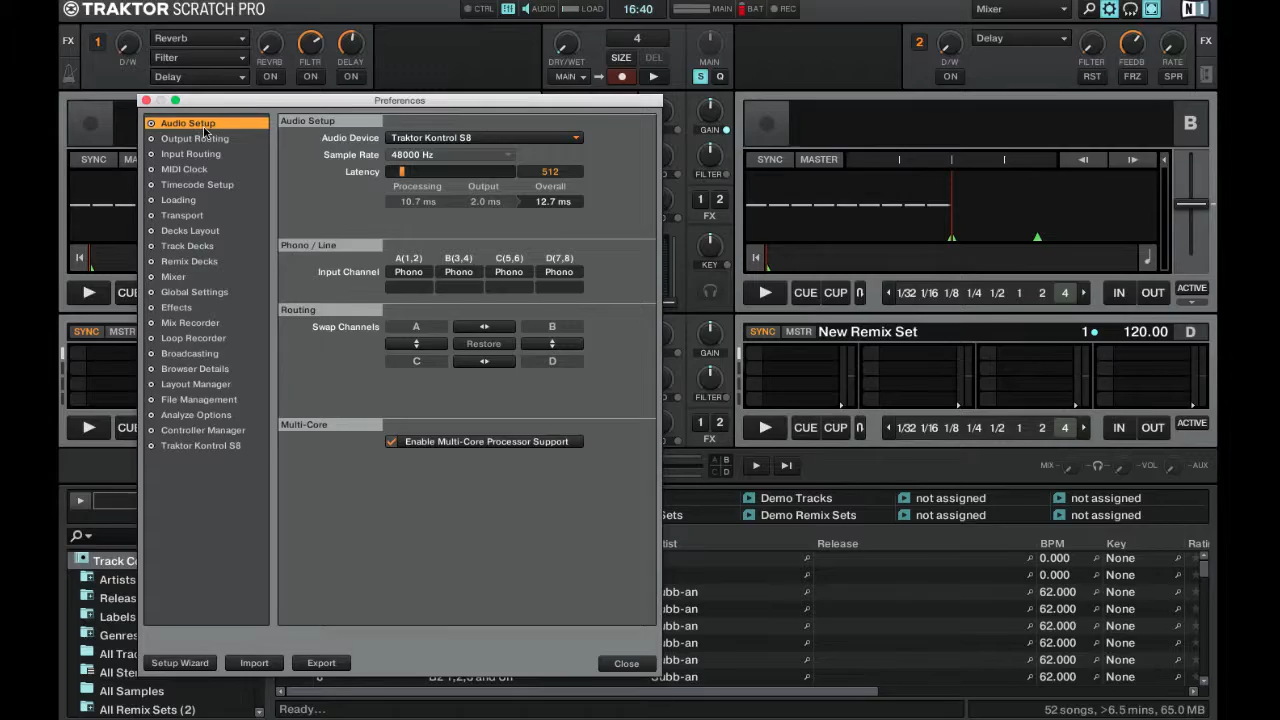 TRAKTOR SCRATCH PRO
CTRL
AUDIO
LOAD
16:40
MAIN
BAT
REC
Mixer
NI
FX
1
D/W
Reverb
Filter
Delay
REVRB
FILTR
DELAY
ON
ON
ON
DRY/WET
MAIN
4
SIZE
DEL
MAIN
S
Q
2
D/W
ON
Delay
FILTER
FEEDB
RATE
RST
FRZ
SPR
FX
Preferences
Audio Setup
Output Routing
Input Routing
MIDI Clock
Timecode Setup
Loading
Transport
Decks Layout
Track Decks
Remix Decks
Mixer
Global Settings
Effects
Mix Recorder
Loop Recorder
Broadcasting
Browser Details
Layout Manager
File Management
Analyze Options
Controller Manager
Traktor Kontrol S8
Audio Setup
Audio Device Traktor Kontrol S8
Sample Rate 48000 Hz
Latency 512
Processing Output Overall
10.7 ms 2.0 ms 12.7 ms
Phono / Line
A(1,2) B(3,4) C(5,6) D(7,8)
Input Channel Phono Phono Phono Phono
Routing
Swap Channels A B
Restore
C D
Multi-Core
Enable Multi-Core Processor Support
Setup Wizard Import Export Close
SYNC
CUE
SYNC MSTR
CUE
GAIN
FILTER
1 2
FX
KEY
GAIN
FILTER
1 2
FX
B
SYNC MASTER
CUE CUP 1/32 1/16 1/8 1/4 1/2 1 2 4 IN OUT ACTIVE
SYNC MSTR New Remix Set 1 120.00 D
CUE CUP 1/32 1/16 1/8 1/4 1/2 1 2 4 IN OUT ACTIVE
A B
C D
MIX VOL AUX
Demo Tracks not assigned not assigned
Sets Demo Remix Sets not assigned not assigned
Release BPM Key
0.000 None
0.000 None
62.000 None
62.000 None
62.000 None
62.000 None
62.000 None
62.000 None
Artists
Labels
All Samples
All Remix Sets (2)
Ready...
52 songs, >6.5 mins, 65.0 MB